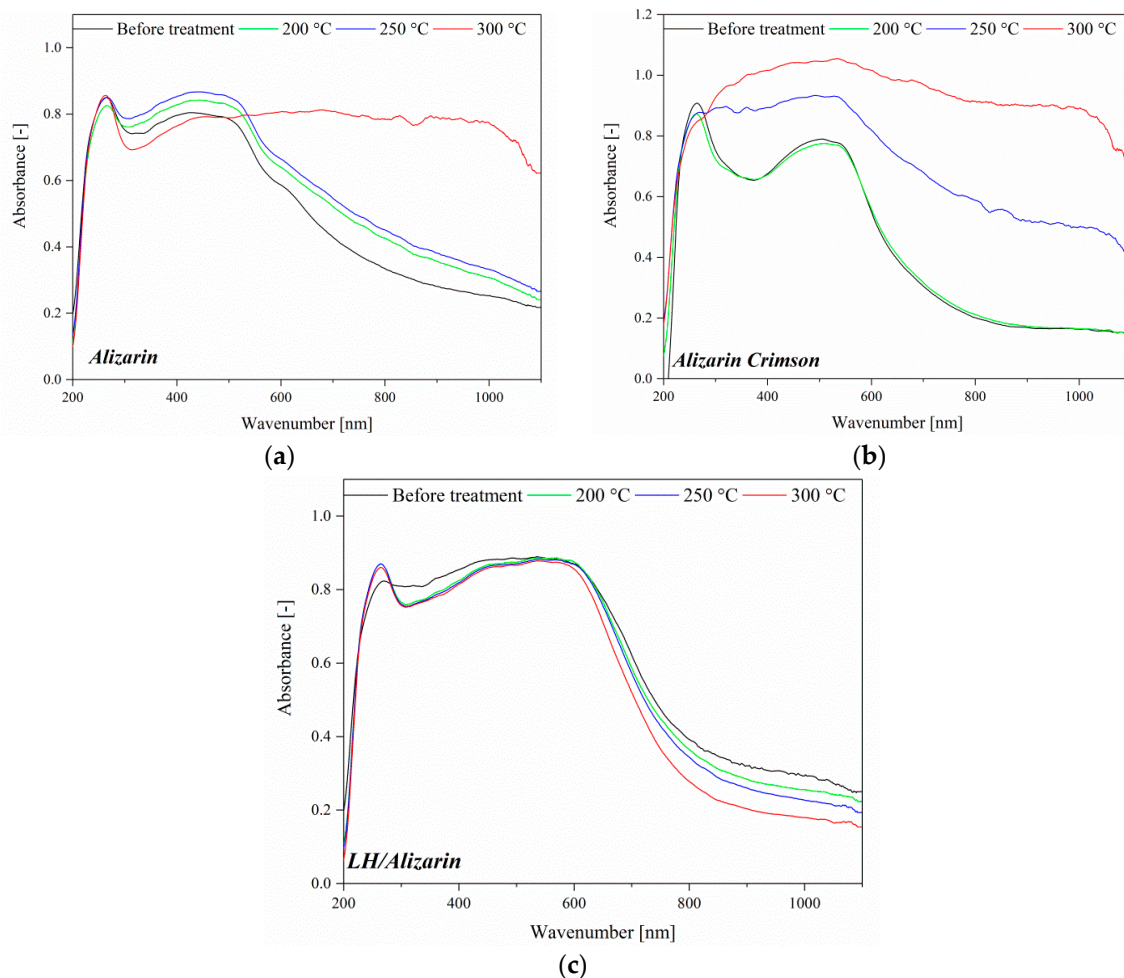 Before treatment 200 °C 250 °C 300 °C
1.0
0.8
0.6
0.4
0.2
0.0
Absorbance [-]
Alizarin
200 400 600 800 1000
Wavenumber [nm]
(a)
Before treatment 200 °C 250 °C 300 °C
1.2
1.0
0.8
0.6
0.4
0.2
0.0
Absorbance [-]
Alizarin Crimson
200 400 600 800 1000
Wavenumber [nm]
(b)
Before treatment 200 °C 250 °C 300 °C
1.0
0.8
0.6
0.4
0.2
0.0
Absorbance [-]
LH/Alizarin
200 400 600 800 1000
Wavenumber [nm]
(c)